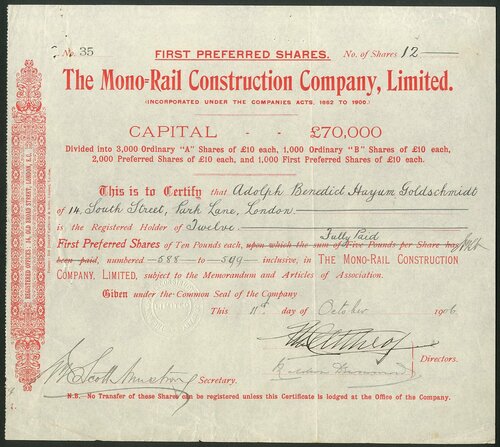 No. 35 FIRST PREFERRED SHARES. No. of Shares 12
The Mono=Rail Construction Company, Limited.
(INCORPORATED UNDER THE COMPANIES ACTS, 1862 TO 1900.)
CAPITAL - - £70,000
Divided into 3,000 Ordinary "A" Shares of £10 each, 1,000 Ordinary "B" Shares of £10 each,
2,000 Preferred Shares of £10 each, and 1,000 First Preferred Shares of £10 each.
This is to Certify that Adolph Benedict Hayum Goldschmidt
of 14, South Street, Park Lane, London
is the Registered Holder of Twelve
Fully Paid
First Preferred Shares of Ten Pounds each, upon which the sum of Five Pounds per Share has
been paid, numbered 588 to 599 inclusive, in THE MONO-RAIL CONSTRUCTION
COMPANY, LIMITED, subject to the Memorandum and Articles of Association.
Given under the Common Seal of the Company
This 11th day of October 1906
Directors.
Secretary.
N.B. No Transfer of these Shares can be registered unless this Certificate is lodged at the Office of the Company.